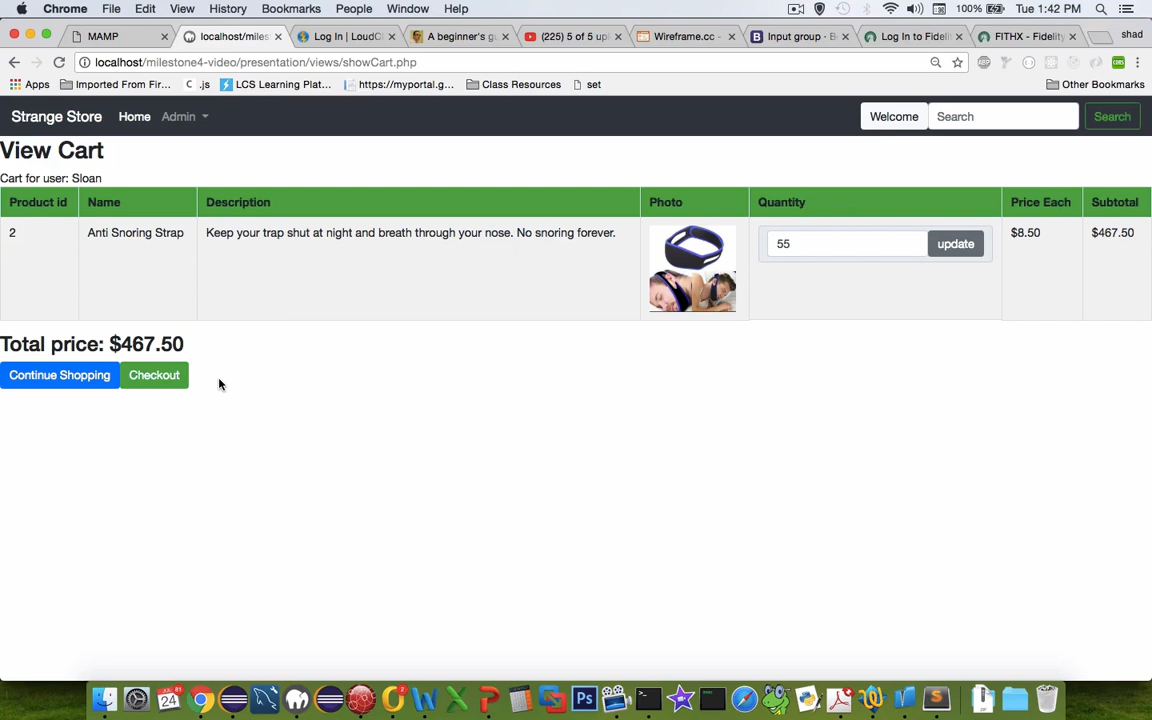 Chrome File Edit View History Bookmarks People Window Help 100% Tue 1:42 PM
MAMP localhost/miles Log In | LoudC A beginner's g (225) 5 of 5 up Wireframe.cc - Input group - B Log In to Fideli FITHX - Fidelity shad
localhost/milestone4-video/presentation/views/showCart.php
Apps Imported From Fir... .js LCS Learning Plat... https://myportal.g... Class Resources set Other Bookmarks
Strange Store Home Admin Welcome Search Search
View Cart
Cart for user: Sloan
Product id Name Description Photo Quantity Price Each Subtotal
2 Anti Snoring Strap Keep your trap shut at night and breath through your nose. No snoring forever. 55 update $8.50 $467.50
Total price: $467.50
Continue Shopping Checkout